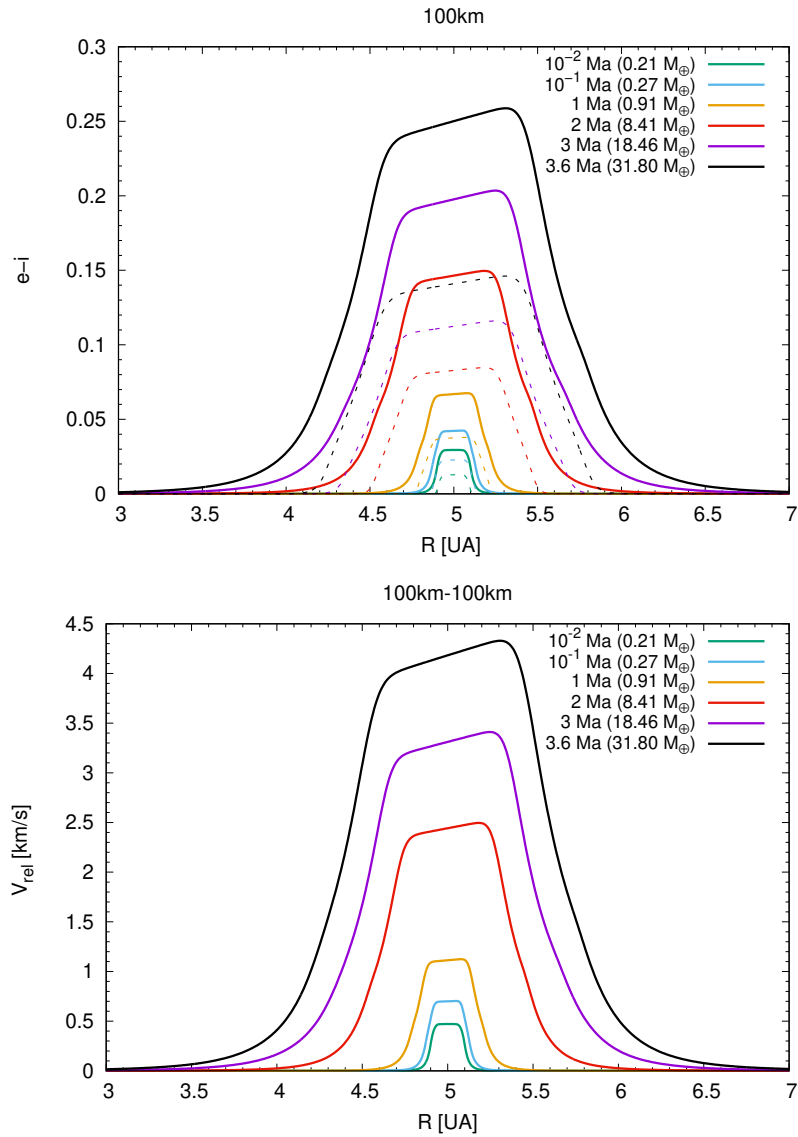 100km
0.3
0.25
0.2
0.15
0.1
0.05
0
e–i
10⁻² Ma (0.21 M⊕)
10⁻¹ Ma (0.27 M⊕)
1 Ma (0.91 M⊕)
2 Ma (8.41 M⊕)
3 Ma (18.46 M⊕)
3.6 Ma (31.80 M⊕)
3 3.5 4 4.5 5 5.5 6 6.5 7
R [UA]
100km-100km
4.5
4
3.5
3
2.5
2
1.5
1
0.5
0
V_rel [km/s]
10⁻² Ma (0.21 M⊕)
10⁻¹ Ma (0.27 M⊕)
1 Ma (0.91 M⊕)
2 Ma (8.41 M⊕)
3 Ma (18.46 M⊕)
3.6 Ma (31.80 M⊕)
3 3.5 4 4.5 5 5.5 6 6.5 7
R [UA]